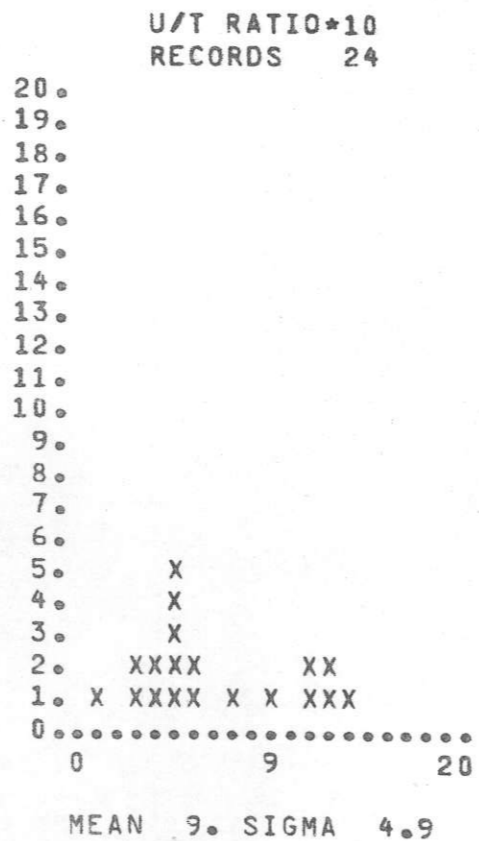 U/T RATIO*10
RECORDS 24
20.
19.
18.
17.
16.
15.
14.
13.
12.
11.
10.
9.
8.
7.
6.
5. X
4. X
3. X
2. XXXX XX
1. X XXXX X X XXX
0......................
0 9 20
MEAN 9. SIGMA 4.9